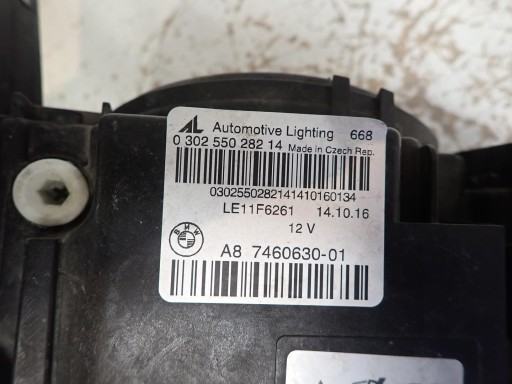 AL Automotive Lighting 668
0 302 550 282 14 Made in Czech Rep.
0302550282141410160134
LE11F6261 14.10.16
12 V
BMW
A8 7460630-01